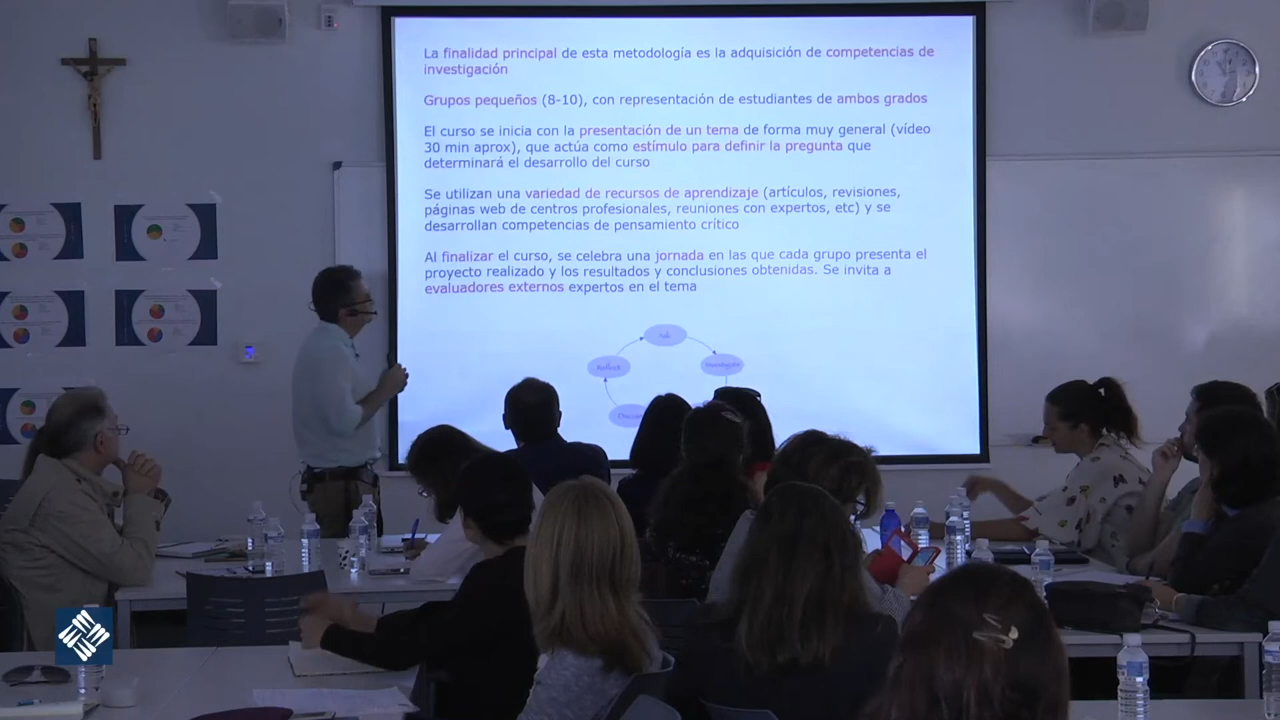 La finalidad principal de esta metodología es la adquisición de competencias de
investigación
Grupos pequeños (8-10), con representación de estudiantes de ambos grados
El curso se inicia con la presentación de un tema de forma muy general (vídeo
30 min aprox), que actúa como estímulo para definir la pregunta que
determinará el desarrollo del curso
Se utilizan una variedad de recursos de aprendizaje (artículos, revisiones,
páginas web de centros profesionales, reuniones con expertos, etc) y se
desarrollan competencias de pensamiento crítico
Al finalizar el curso, se celebra una jornada en las que cada grupo presenta el
proyecto realizado y los resultados y conclusiones obtenidas. Se invita a
evaluadores externos expertos en el tema
Ask
Reflect
Investigate